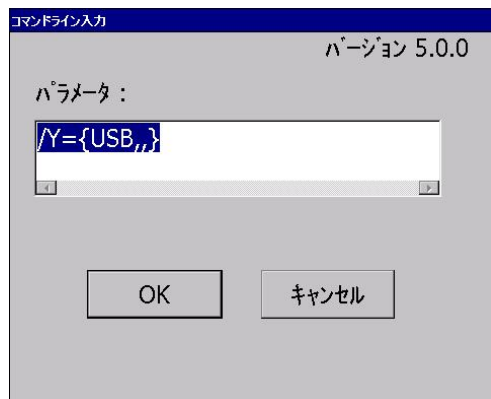 コマンドライン入力
バージョン 5.0.0
パラメータ：
/Y={USB,,}
OK
キャンセル